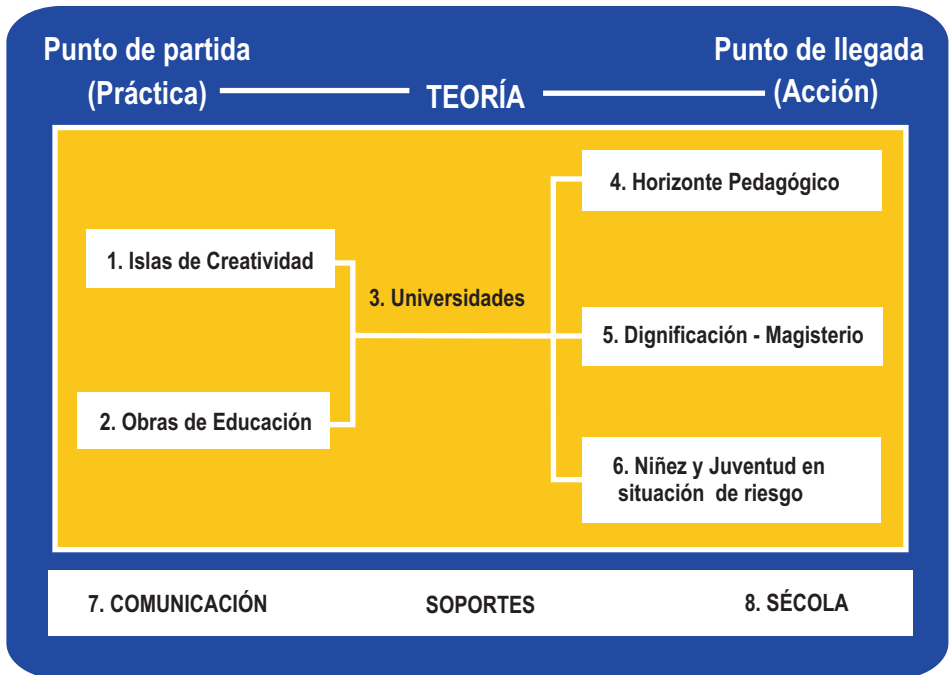 Punto de partida
(Práctica)
TEORÍA
Punto de llegada
(Acción)
1. Islas de Creatividad
2. Obras de Educación
3. Universidades
4. Horizonte Pedagógico
5. Dignificación - Magisterio
6. Niñez y Juventud en
situación de riesgo
7. COMUNICACIÓN
SOPORTES
8. SÉCOLA